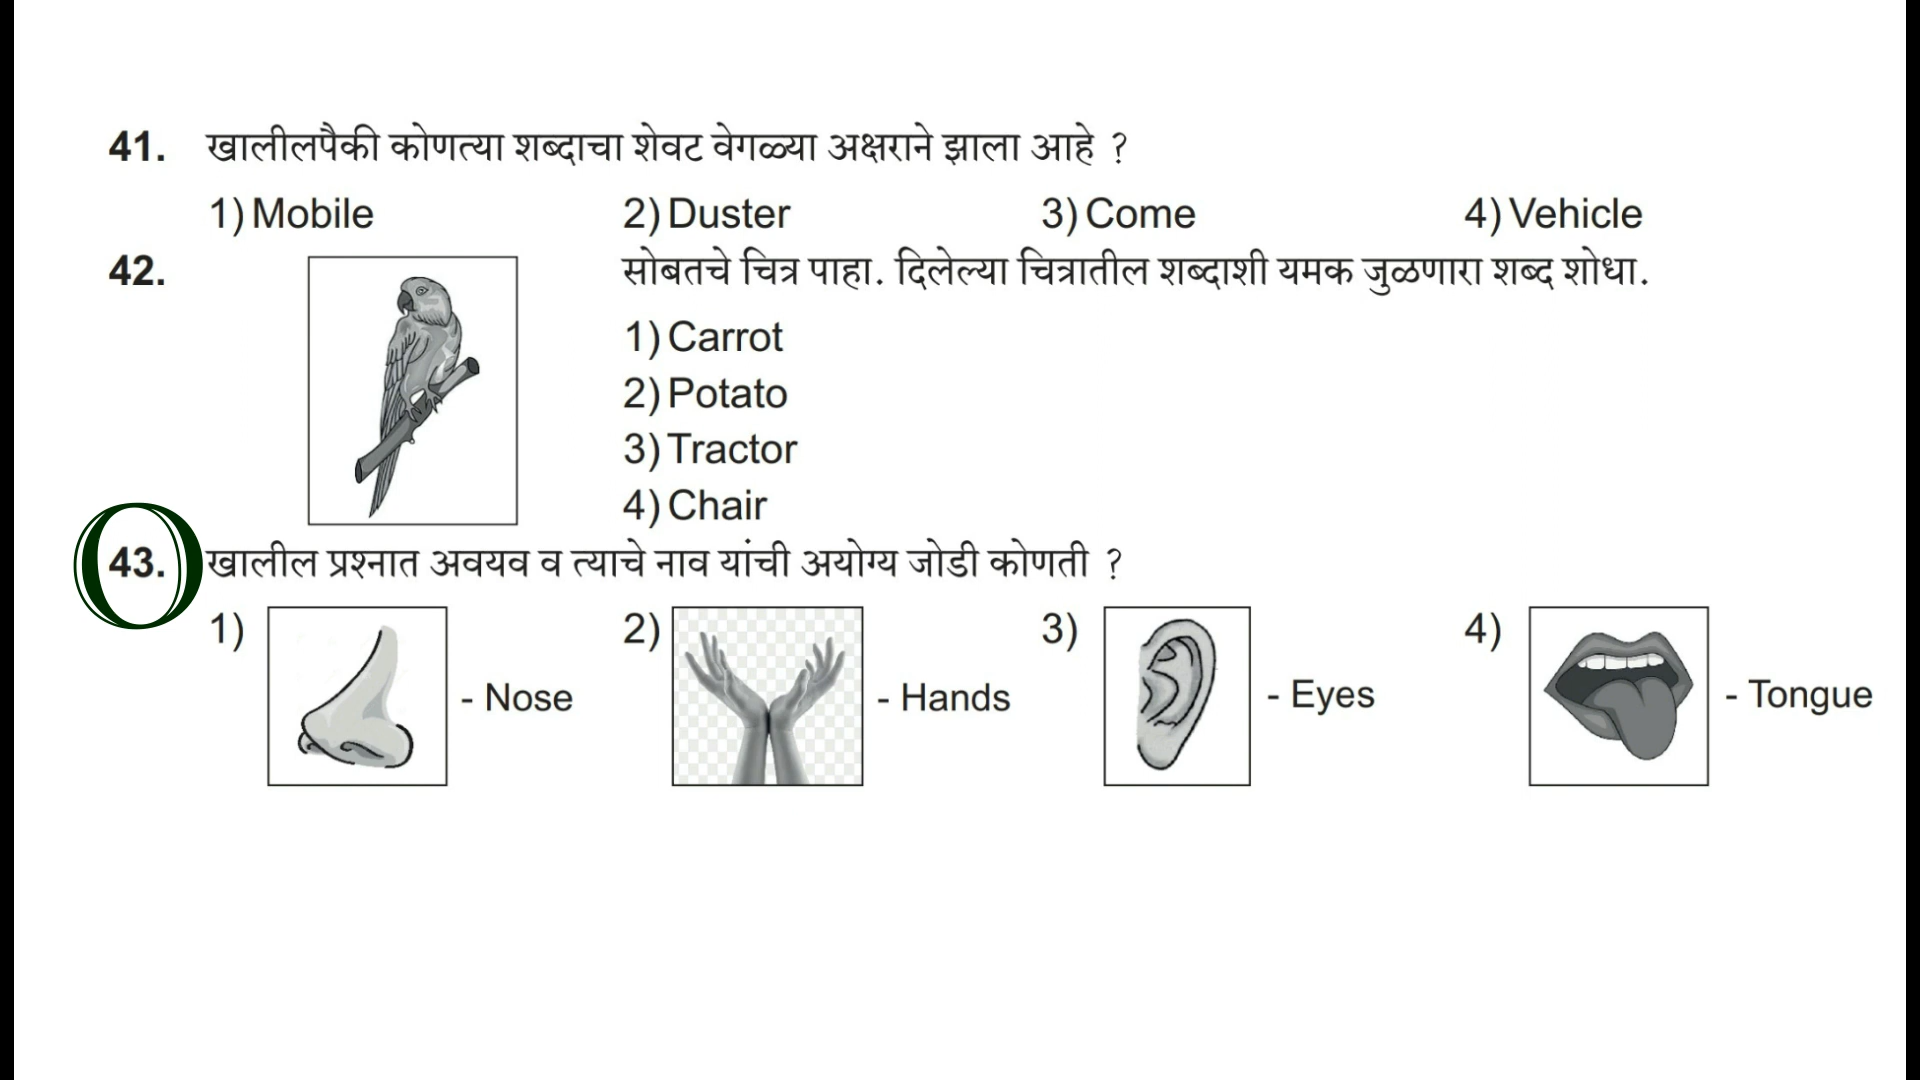 41. खालीलपैकी कोणत्या शब्दाचा शेवट वेगळ्या अक्षराने झाला आहे ?
1) Mobile 2) Duster 3) Come 4) Vehicle
42. सोबतचे चित्र पाहा. दिलेल्या चित्रातील शब्दाशी यमक जुळणारा शब्द शोधा.
1) Carrot
2) Potato
3) Tractor
4) Chair
43. खालील प्रश्नात अवयव व त्याचे नाव यांची अयोग्य जोडी कोणती ?
1) - Nose 2) - Hands 3) - Eyes 4) - Tongue